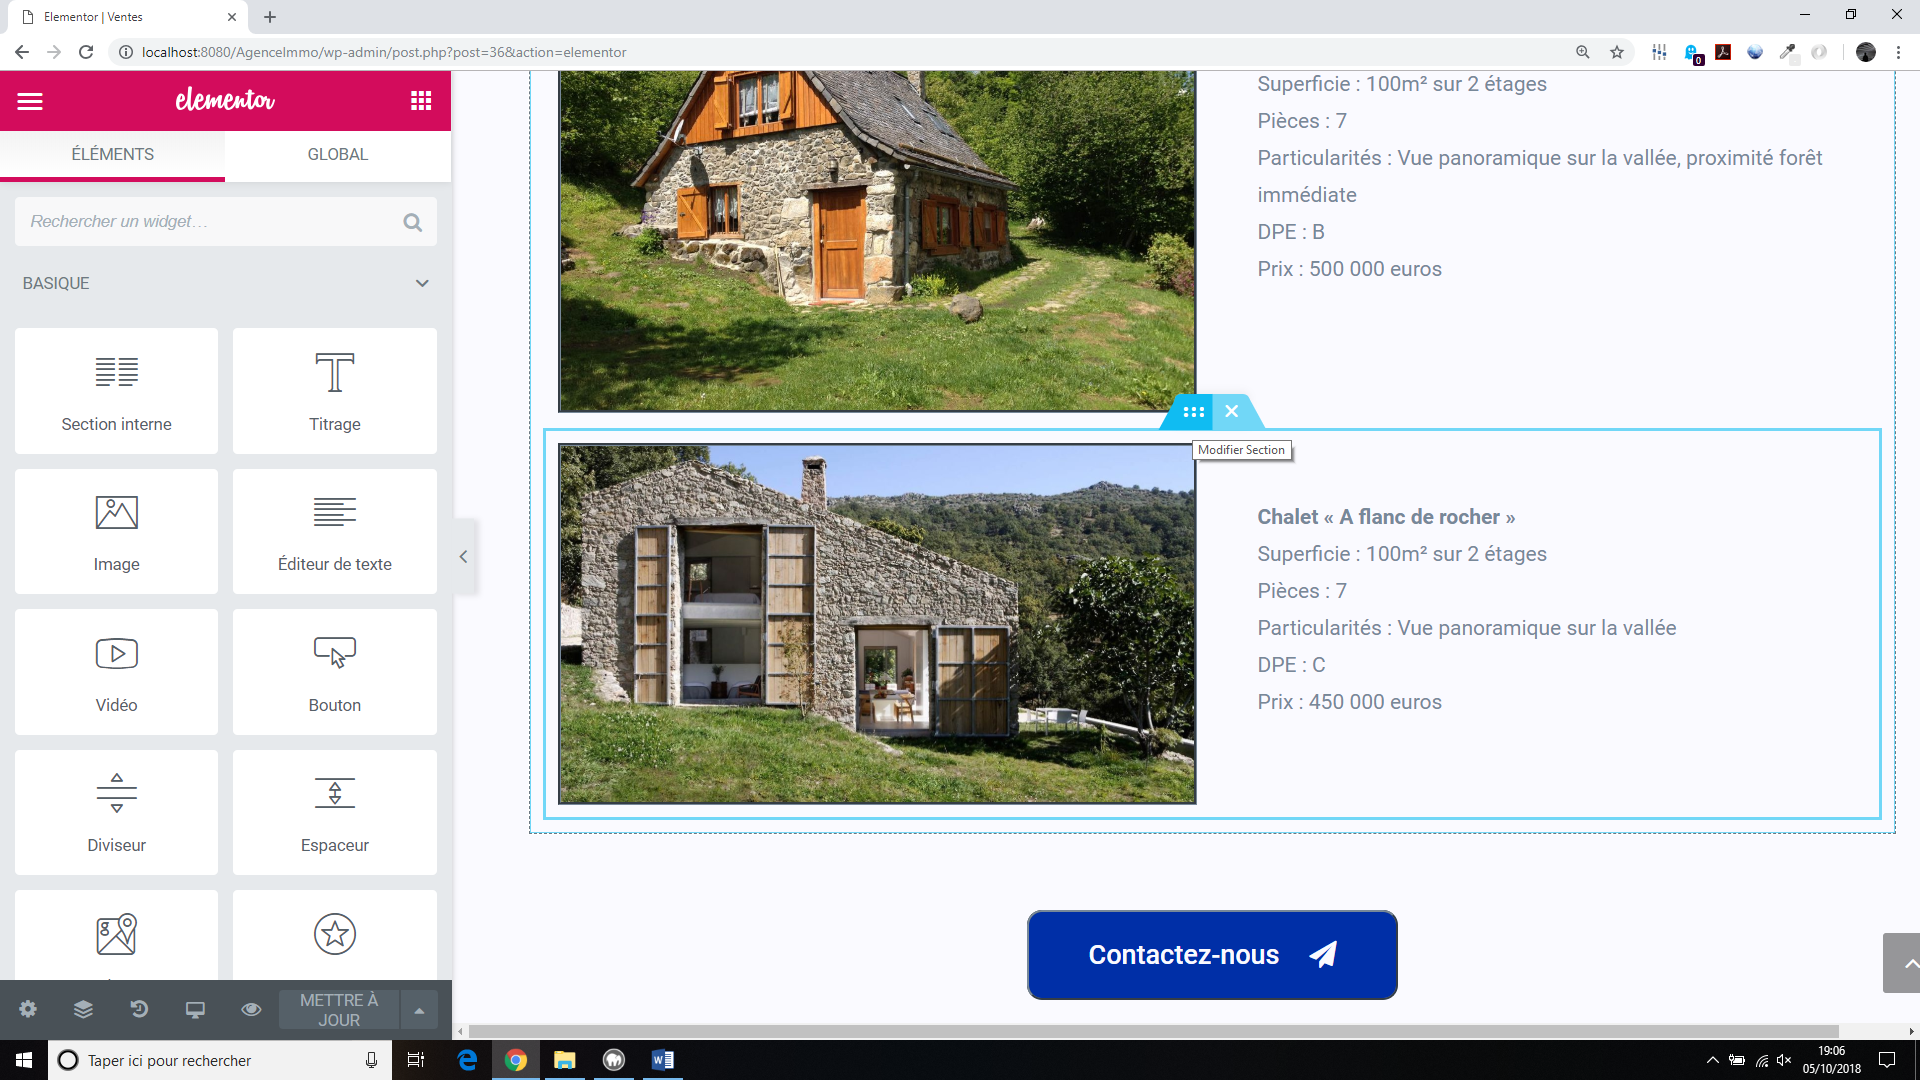 Elementor | Ventes
localhost:8080/AgenceImmo/wp-admin/post.php?post=36&action=elementor
0
elementor
ÉLÉMENTS
GLOBAL
Rechercher un widget…
BASIQUE
Section interne
Titrage
Image
Éditeur de texte
Vidéo
Bouton
Diviseur
Espaceur
METTRE À
JOUR
Superficie : 100m² sur 2 étages
Pièces : 7
Particularités : Vue panoramique sur la vallée, proximité forêt
immédiate
DPE : B
Prix : 500 000 euros
Modifier Section
Chalet « A flanc de rocher »
Superficie : 100m² sur 2 étages
Pièces : 7
Particularités : Vue panoramique sur la vallée
DPE : C
Prix : 450 000 euros
Contactez-nous
Taper ici pour rechercher
19:06
05/10/2018